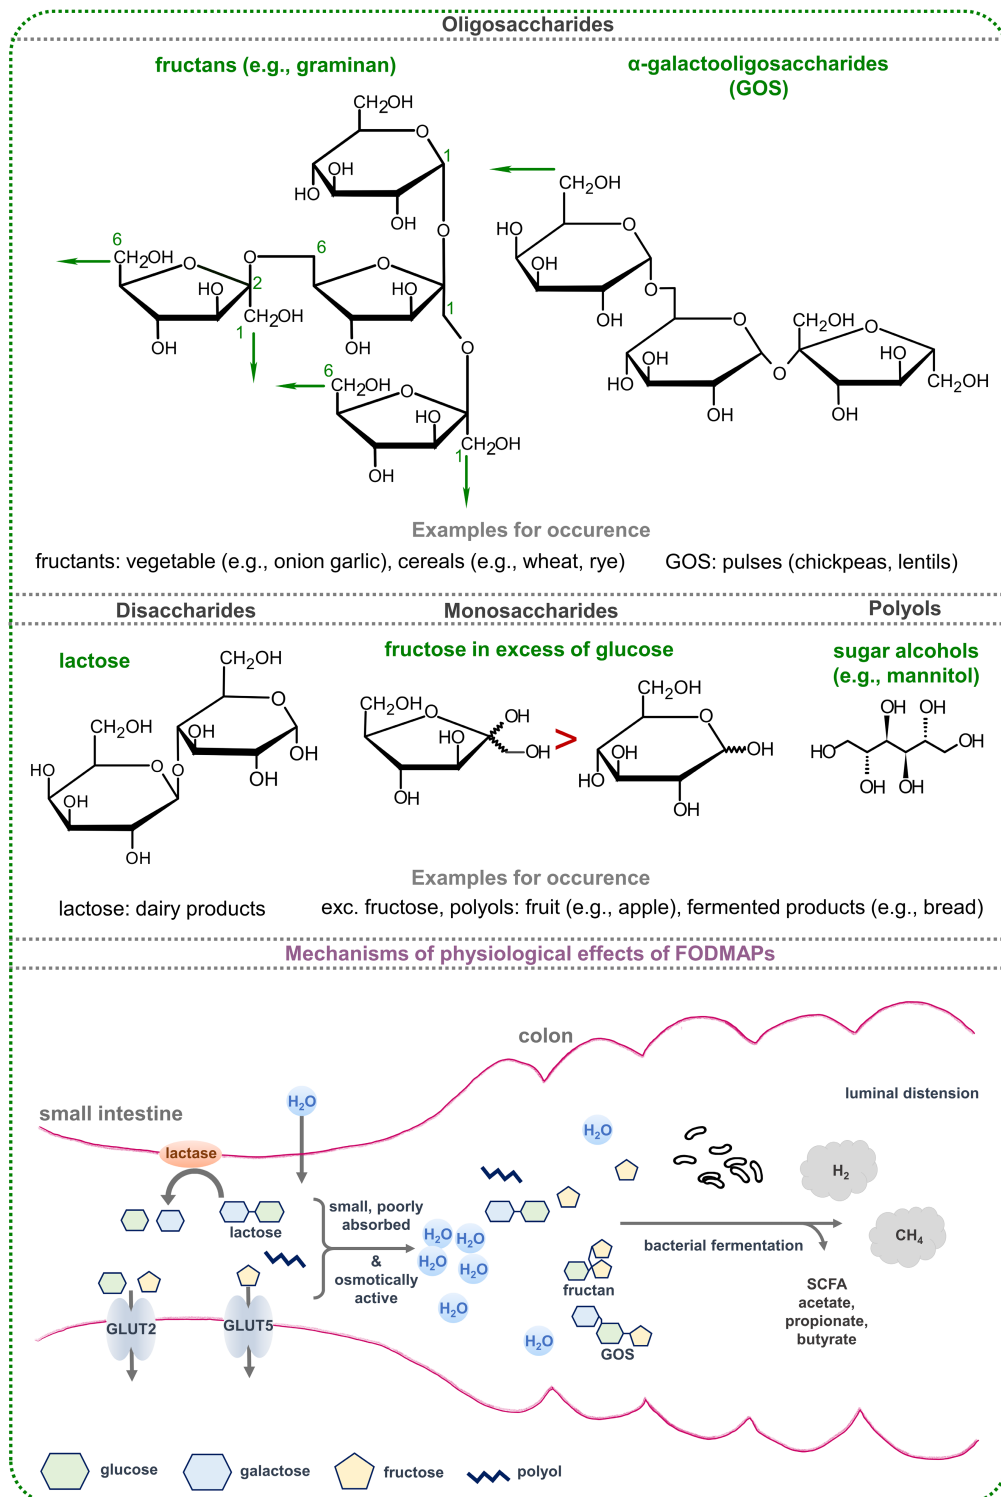 Oligosaccharides
fructans (e.g., graminan)
α-galactooligosaccharides
(GOS)
CH₂OH
O
1
OH
HO
OH
O
CH₂OH
HO
O
OH
OH
O
6
CH₂OH
O
HO
2
O
6
O
HO
1
OH
1
CH₂OH
OH
O
6
CH₂OH
O
HO
OH
1
CH₂OH
O
OH
HO
OH
O
CH₂OH
O
HO
OH
CH₂OH
Examples for occurence
fructants: vegetable (e.g., onion garlic), cereals (e.g., wheat, rye)
GOS: pulses (chickpeas, lentils)
Disaccharides
Monosaccharides
Polyols
lactose
fructose in excess of glucose
sugar alcohols
(e.g., mannitol)
CH₂OH
O
OH
OH
OH
CH₂OH
HO
O
O
OH
OH
CH₂OH
O
OH
HO
OH
OH
>
CH₂OH
O
OH
HO
OH
OH
OH
OH
HO
OH
OH
OH
Examples for occurence
lactose: dairy products
exc. fructose, polyols: fruit (e.g., apple), fermented products (e.g., bread)
Mechanisms of physiological effects of FODMAPs
colon
luminal distension
small intestine
H₂O
lactase
lactose
small, poorly
absorbed
&
osmotically
active
H₂O
H₂O
H₂O
H₂O
H₂O
H₂O
H₂O
H₂
CH₄
bacterial fermentation
fructan
GOS
SCFA
acetate,
propionate,
butyrate
GLUT2
GLUT5
glucose
galactose
fructose
polyol